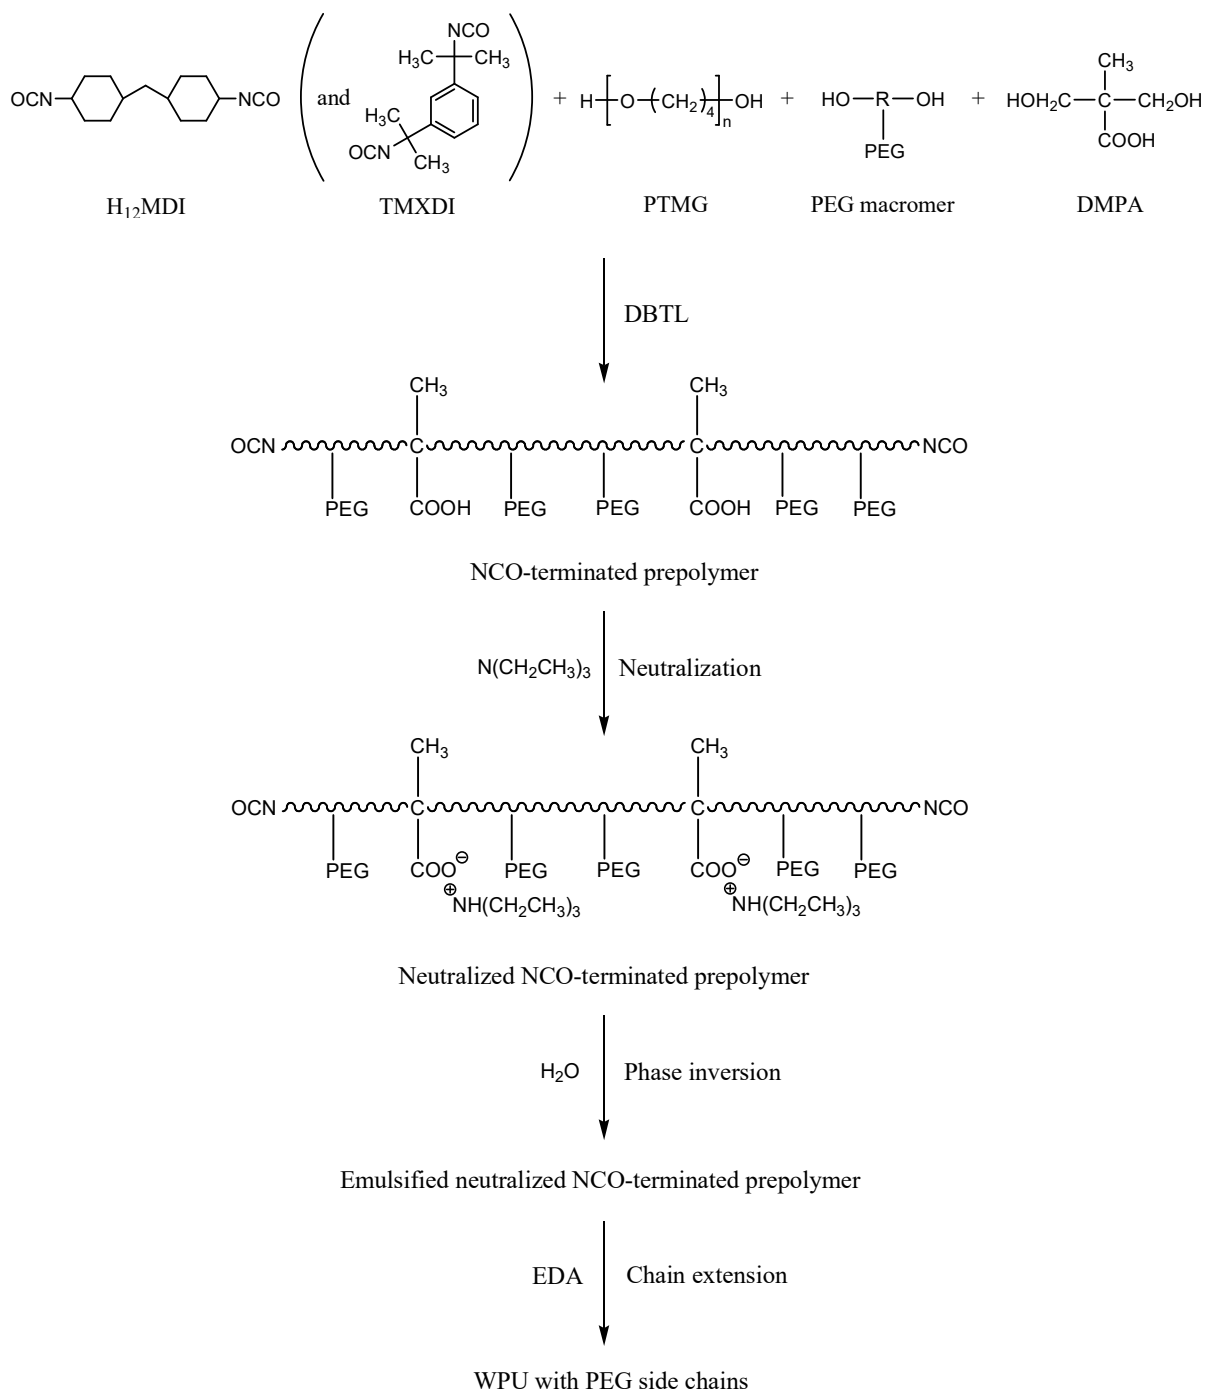 OCN NCO ( and NCO H₃C CH₃ H₃C OCN CH₃ ) + H [ O (CH₂)₄ ]ₙ OH + HO R OH PEG + CH₃ HOH₂C C CH₂OH COOH
H₁₂MDI TMXDI PTMG PEG macromer DMPA
DBTL
CH₃ CH₃
OCN C C NCO
PEG COOH PEG PEG COOH PEG PEG
NCO-terminated prepolymer
N(CH₂CH₃)₃ Neutralization
CH₃ CH₃
OCN C C NCO
PEG COO⊖ PEG PEG COO⊖ PEG PEG
⊕NH(CH₂CH₃)₃ ⊕NH(CH₂CH₃)₃
Neutralized NCO-terminated prepolymer
H₂O Phase inversion
Emulsified neutralized NCO-terminated prepolymer
EDA Chain extension
WPU with PEG side chains